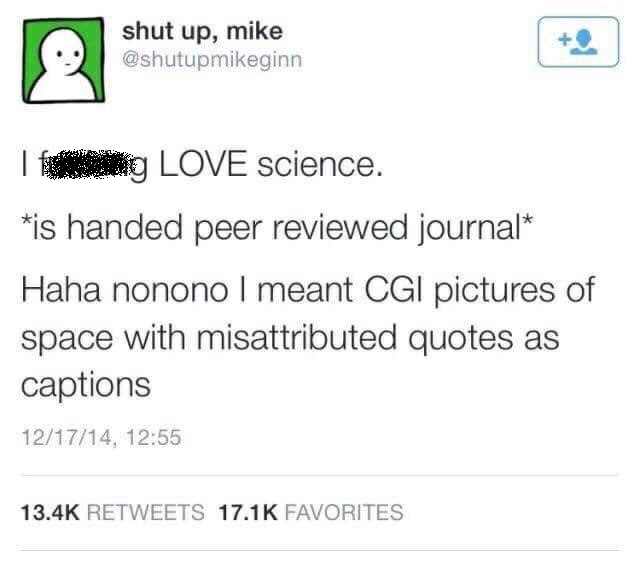 shut up, mike
@shutupmikeginn
I LOVE science.
*is handed peer reviewed journal*
Haha nonono I meant CGI pictures of
space with misattributed quotes as
captions
12/17/14, 12:55
13.4K RETWEETS 17.1K FAVORITES